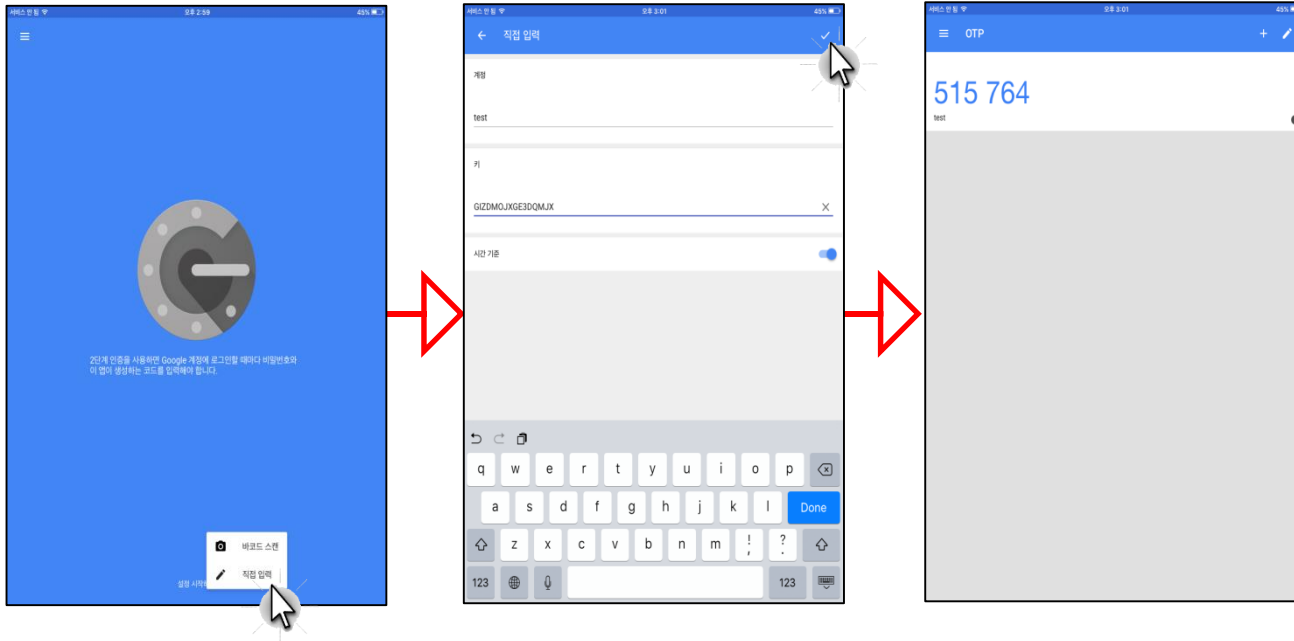 서비스 안 됨 오후 2:59 45%
2단계 인증을 사용하면 Google 계정에 로그인할 때마다 비밀번호와
이 앱이 생성하는 코드를 입력해야 합니다.
바코드 스캔
직접 입력
설정 시작
서비스 안 됨 오후 3:01 45%
직접 입력
계정
test
키
GIZDMOJXGE3DQMJX
시간 기준
q w e r t y u i o p
a s d f g h j k l Done
z x c v b n m ! , ? .
123 123
서비스 안 됨 오후 3:01 45%
OTP
515 764
test